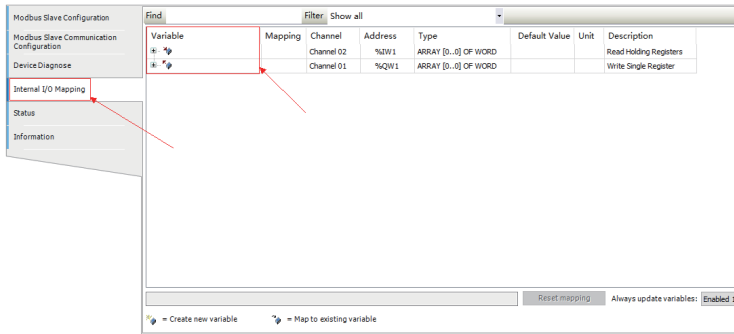 Modbus Slave Configuration
Modbus Slave Communication
Configuration
Device Diagnose
Internal I/O Mapping
Status
Information
Find Filter Show all
Variable Mapping Channel Address Type Default Value Unit Description
Channel 02 %IW1 ARRAY [0..0] OF WORD Read Holding Registers
Channel 01 %QW1 ARRAY [0..0] OF WORD Write Single Register
Reset mapping Always update variables: Enabled 1
= Create new variable = Map to existing variable